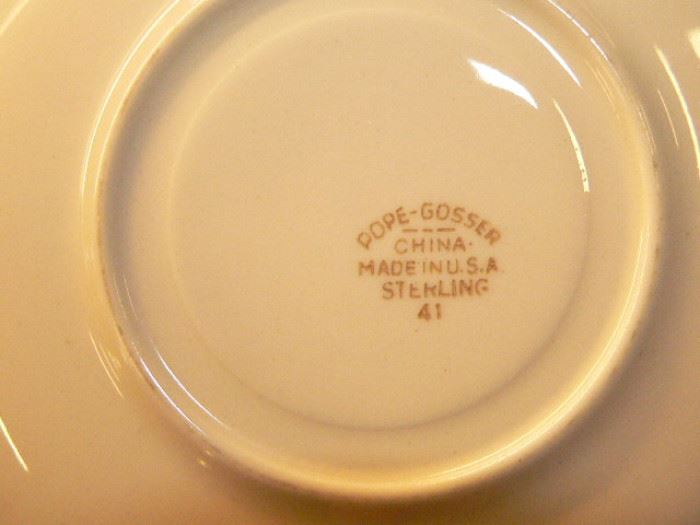 POPE-GOSSER
CHINA
MADE IN U.S.A.
STERLING
41